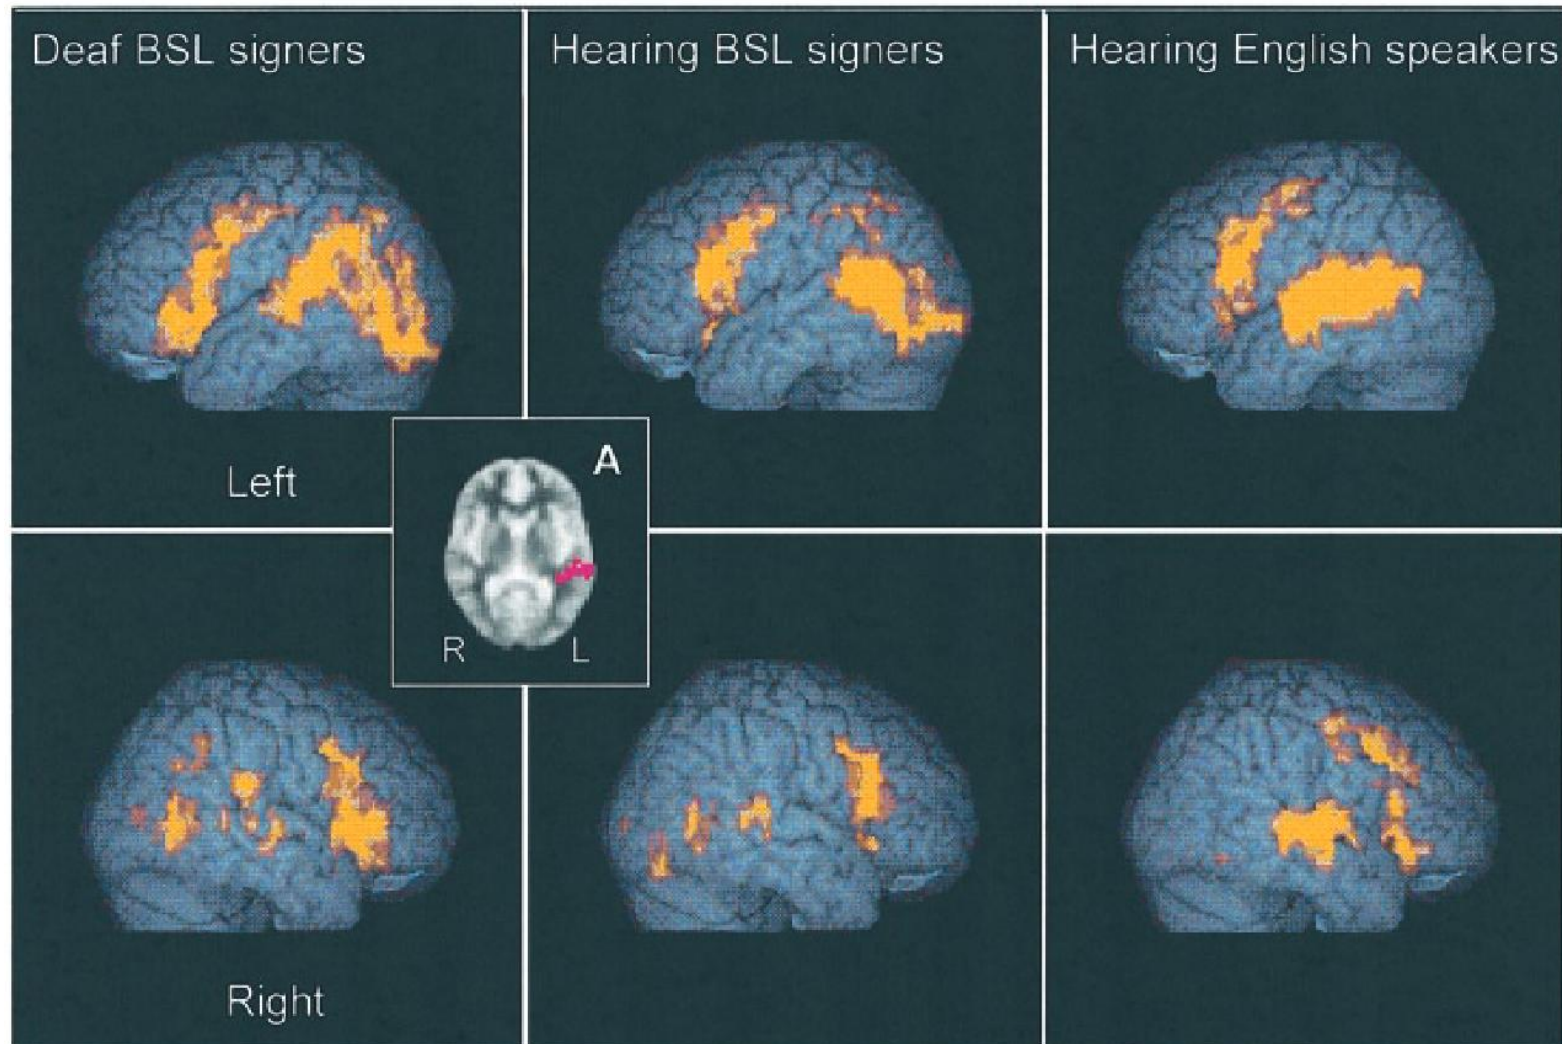 Deaf BSL signers
Hearing BSL signers
Hearing English speakers
Left
A
R
L
Right